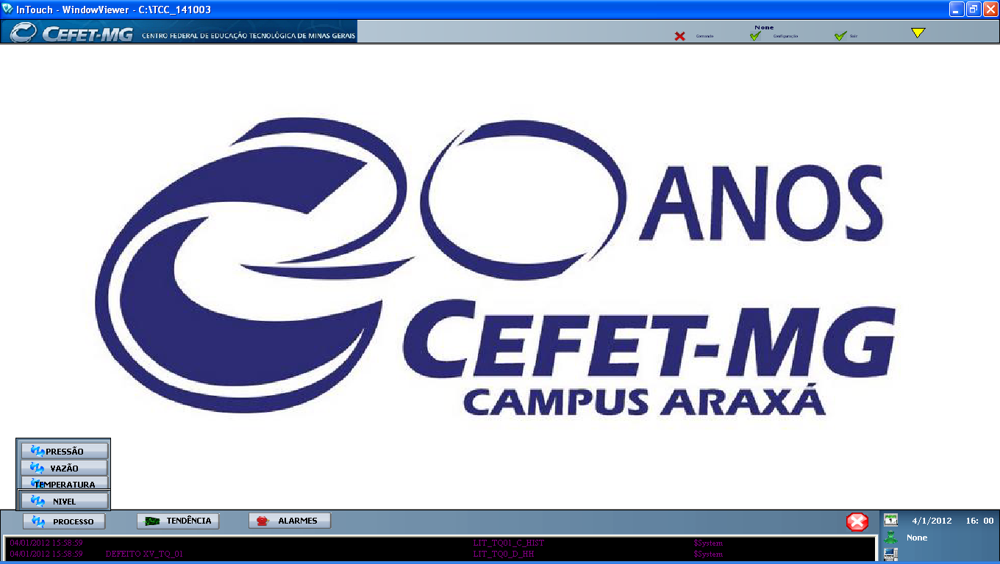 InTouch - WindowViewer - C:\TCC_141003
CEFET-MG CENTRO FEDERAL DE EDUCAÇÃO TECNOLÓGICA DE MINAS GERAIS
None
Comando Configuração Sair
20 ANOS
CEFET-MG
CAMPUS ARAXÁ
PRESSÃO
VAZÃO
TEMPERATURA
NIVEL
PROCESSO TENDÊNCIA ALARMES
4/1/2012 16: 00
None
04/01/2012 15:58:59 LIT_TQ01_C_HIST $System
04/01/2012 15:58:59 DEFEITO XV_TQ_01 LIT_TQ0_D_HH $System